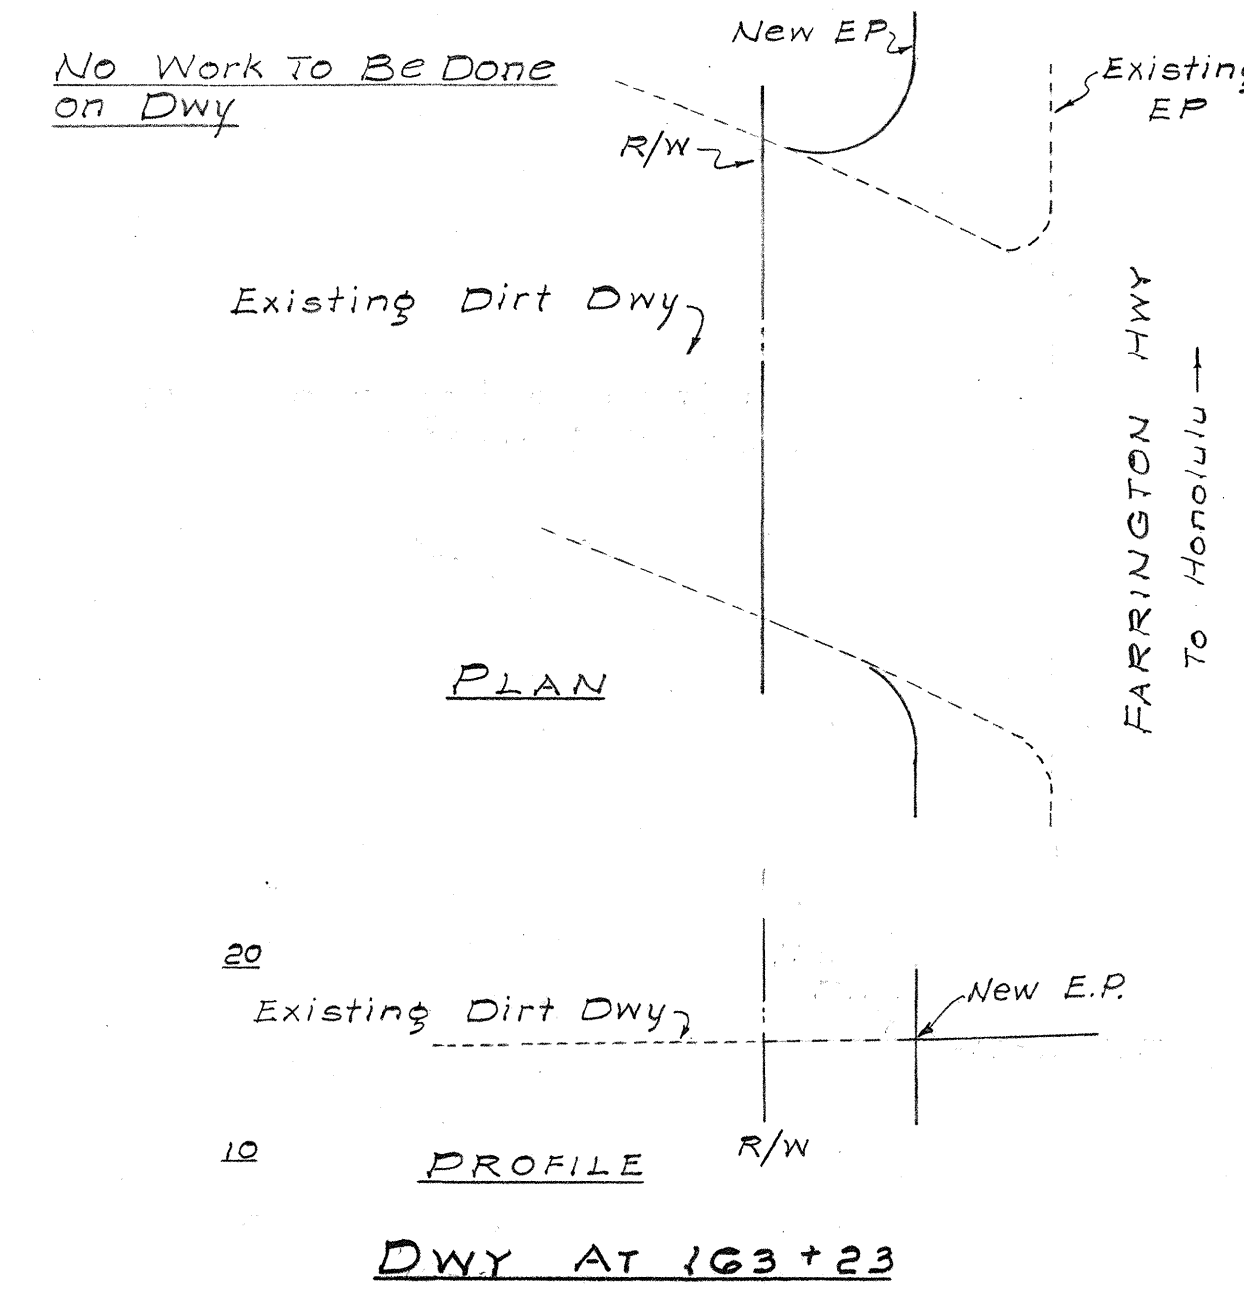 No Work To Be Done
on Dwy
New EP
Existing
EP
R/W
Existing Dirt Dwy
FARRINGTON HWY
To Honolulu
PLAN
20
Existing Dirt Dwy
New E.P.
10
R/W
PROFILE
DWY AT 163+23